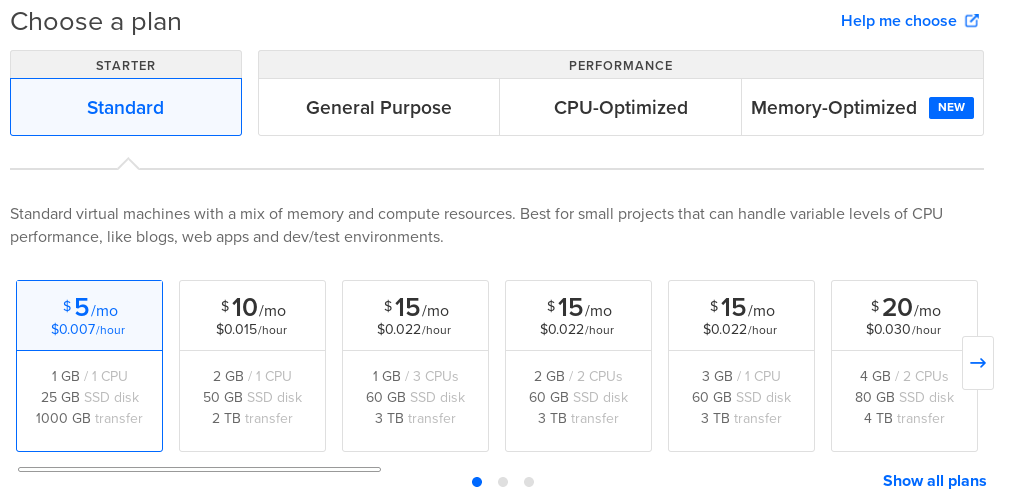 Choose a plan
Help me choose
STARTER
PERFORMANCE
Standard
General Purpose
CPU-Optimized
Memory-Optimized NEW
Standard virtual machines with a mix of memory and compute resources. Best for small projects that can handle variable levels of CPU
performance, like blogs, web apps and dev/test environments.
$5/mo
$0.007/hour
1 GB / 1 CPU
25 GB SSD disk
1000 GB transfer
$10/mo
$0.015/hour
2 GB / 1 CPU
50 GB SSD disk
2 TB transfer
$15/mo
$0.022/hour
1 GB / 3 CPUs
60 GB SSD disk
3 TB transfer
$15/mo
$0.022/hour
2 GB / 2 CPUs
60 GB SSD disk
3 TB transfer
$15/mo
$0.022/hour
3 GB / 1 CPU
60 GB SSD disk
3 TB transfer
$20/mo
$0.030/hour
4 GB / 2 CPUs
80 GB SSD disk
4 TB transfer
Show all plans